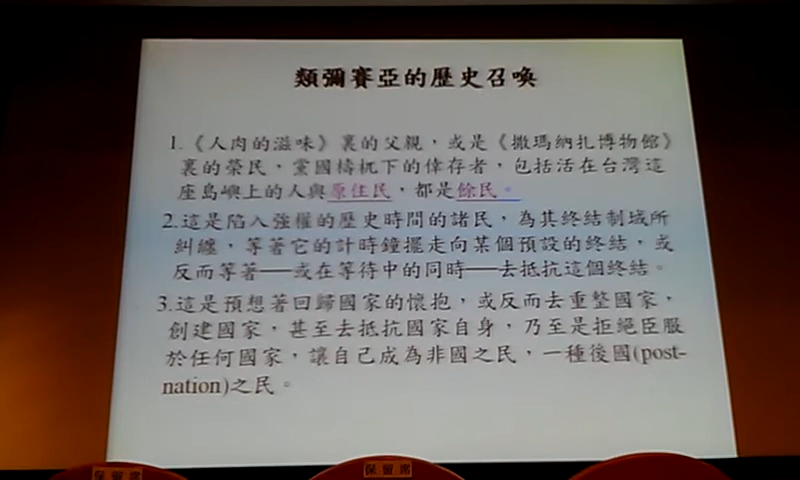 類彌賽亞的歷史召喚
1.《人肉的滋味》裏的父親，或是《撒瑪納扎博物館》
裏的榮民，黨國檮杌下的倖存者，包括活在台灣這
座島嶼上的人與原住民，都是餘民。
2.這是陷入強權的歷史時間的諸民，為其終結制域所
糾纏，等著它的計時鐘擺走向某個預設的終結，或
反而等著──或在等待中的同時──去抵抗這個終結。
3.這是預想著回歸國家的懷抱，或反而去重整國家，
創建國家，甚至去抵抗國家自身，乃至是拒絕臣服
於任何國家，讓自己成為非國之民，一種後國(post-
nation)之民。
保留席
保留席